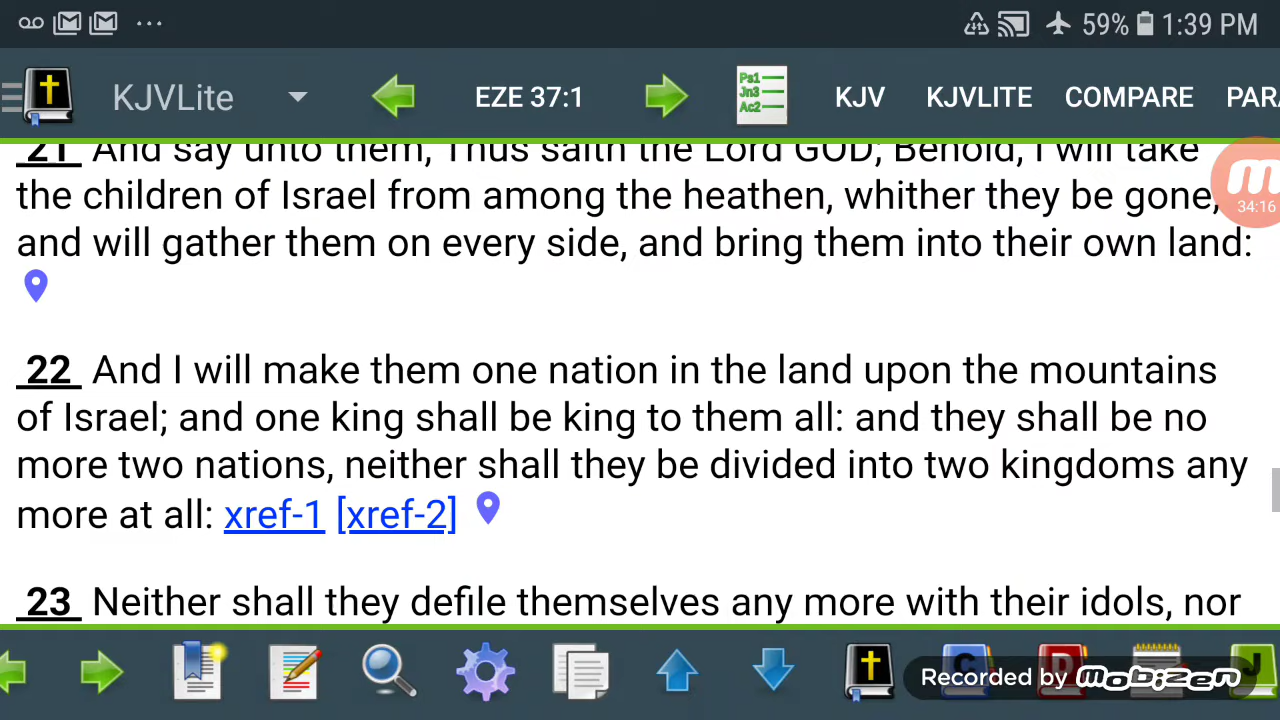 59% 1:39 PM
KJVLite EZE 37:1 Ps1 Jn3 Ac2 KJV KJVLITE COMPARE PAR
21 And say unto them, Thus saith the Lord GOD; Behold, I will take
the children of Israel from among the heathen, whither they be gone,
and will gather them on every side, and bring them into their own land:
34:16
22 And I will make them one nation in the land upon the mountains
of Israel; and one king shall be king to them all: and they shall be no
more two nations, neither shall they be divided into two kingdoms any
more at all: xref-1 [xref-2]
23 Neither shall they defile themselves any more with their idols, nor
C D J
Recorded by mobizen